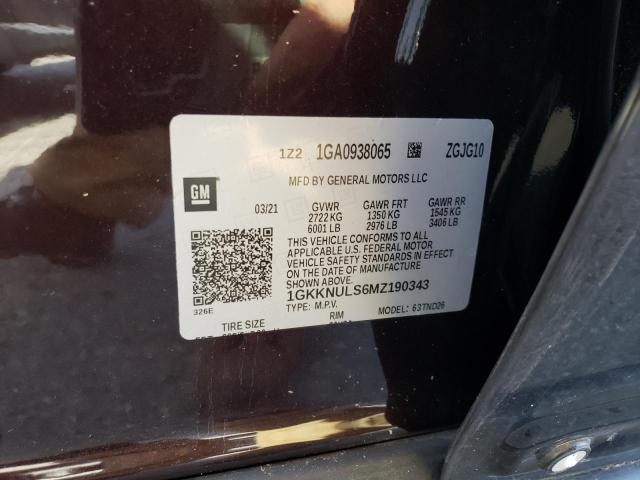 1Z2 1GA0938065 ZGJG10
MFD BY GENERAL MOTORS LLC
GM
03/21 GVWR GAWR FRT GAWR RR
2722 KG 1350 KG 1545 KG
6001 LB 2976 LB 3406 LB
THIS VEHICLE CONFORMS TO ALL
APPLICABLE U.S. FEDERAL MOTOR
VEHICLE SAFETY STANDARDS IN EFFECT
ON THE DATE OF MANUFACTURE
SHOWN ABOVE.
1GKKNULS6MZ190343
TYPE: M.P.V. MODEL: 63TND26
326E
TIRE SIZE RIM